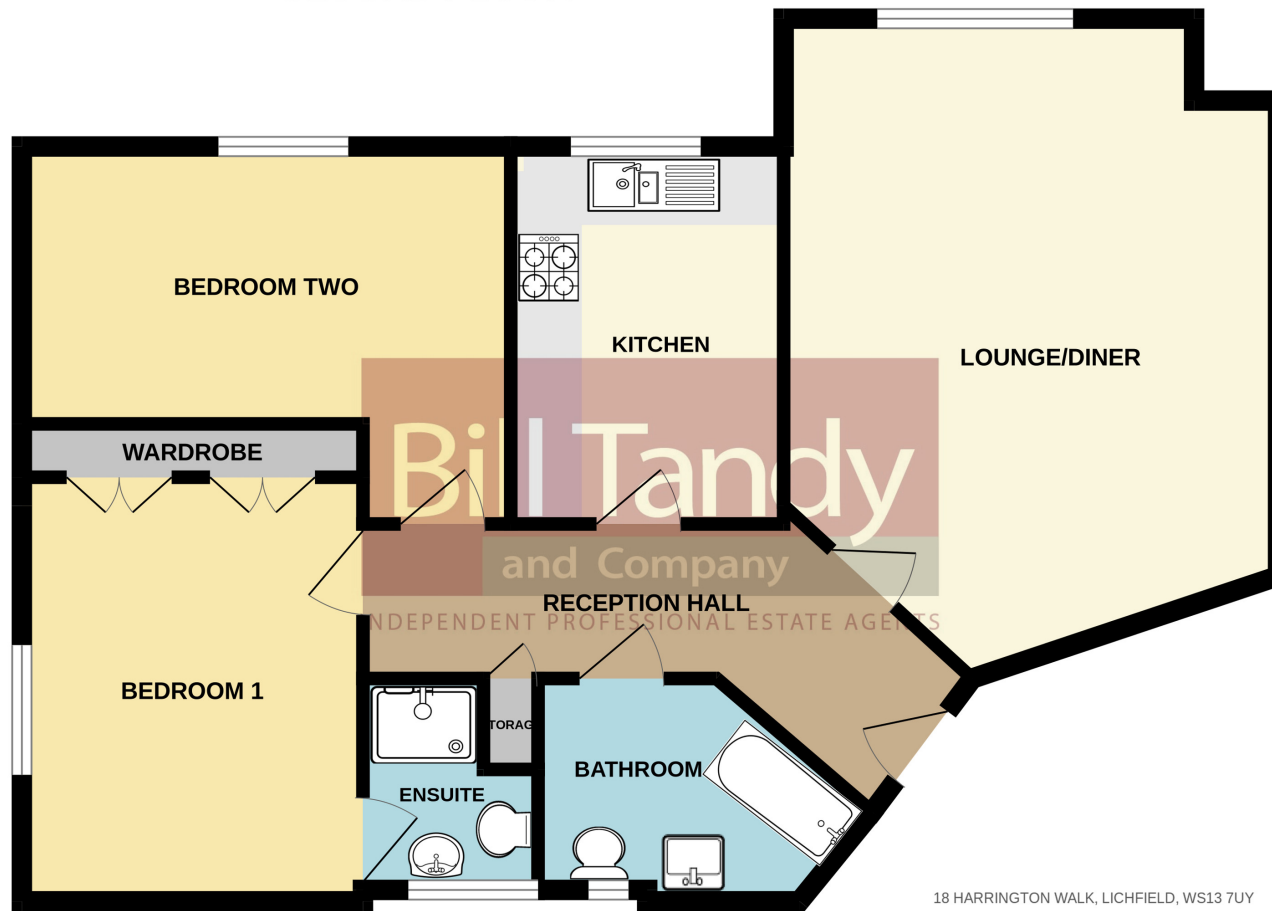 BEDROOM TWO
KITCHEN
LOUNGE/DINER
WARDROBE
Bill Tandy
and Company
RECEPTION HALL
INDEPENDENT PROFESSIONAL ESTATE AGENTS
BEDROOM 1
TORAG
BATHROOM
ENSUITE
18 HARRINGTON WALK, LICHFIELD, WS13 7UY